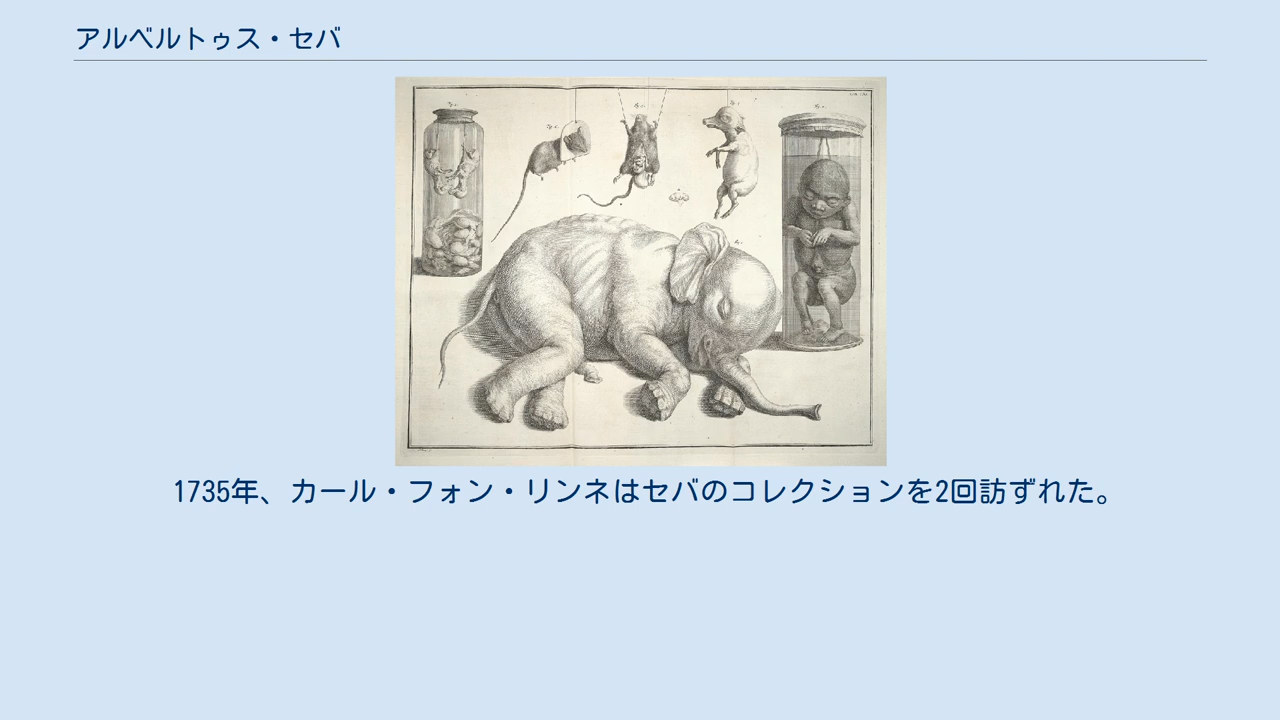 アルベルトゥス・セバ
1735年、カール・フォン・リンネはセバのコレクションを2回訪ずれた。